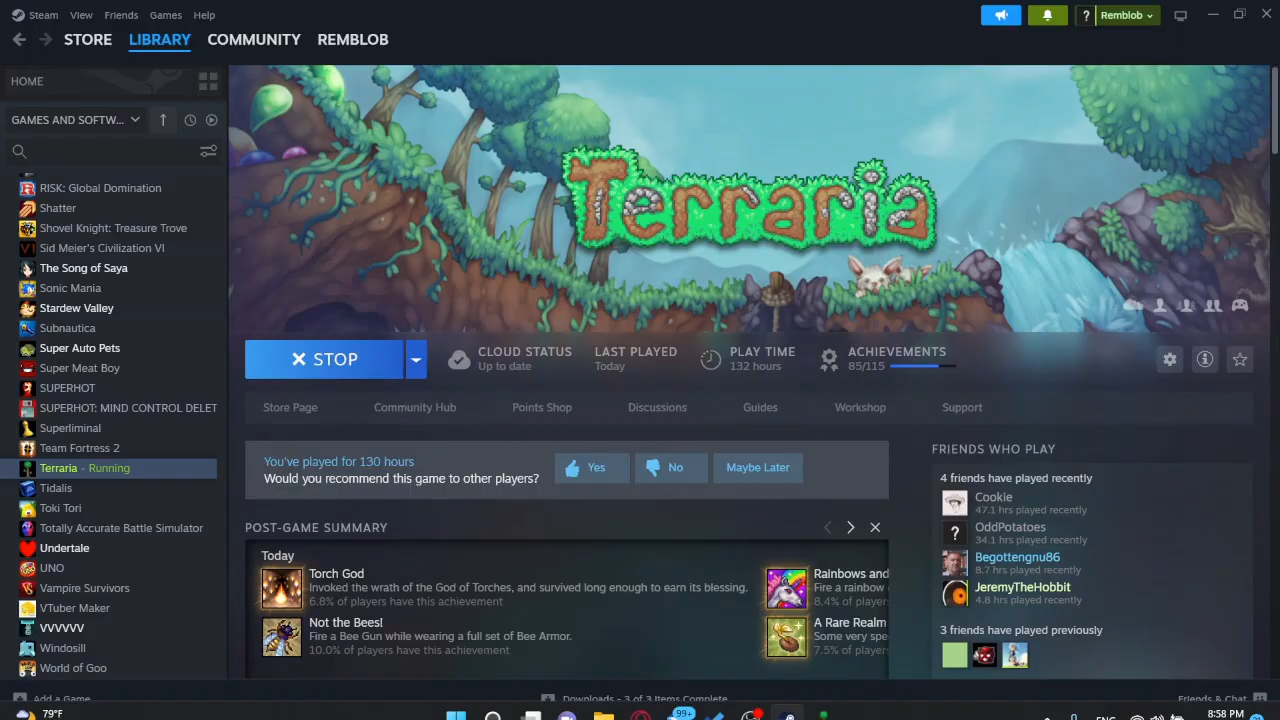 Steam View Friends Games Help
? Remblob
STORE LIBRARY COMMUNITY REMBLOB
HOME
GAMES AND SOFTW...
RISK: Global Domination
Shatter
Shovel Knight: Treasure Trove
Sid Meier's Civilization VI
The Song of Saya
Sonic Mania
Stardew Valley
Subnautica
Super Auto Pets
Super Meat Boy
SUPERHOT
SUPERHOT: MIND CONTROL DELET
Superliminal
Team Fortress 2
Terraria - Running
Tidalis
Toki Tori
Totally Accurate Battle Simulator
Undertale
UNO
Vampire Survivors
VTuber Maker
VVVVVV
Windosill
World of Goo
Add a Game
Terraria
STOP
CLOUD STATUS
Up to date
LAST PLAYED
Today
PLAY TIME
132 hours
ACHIEVEMENTS
85/115
Store Page Community Hub Points Shop Discussions Guides Workshop Support
You've played for 130 hours
Would you recommend this game to other players?
Yes
No
Maybe Later
POST-GAME SUMMARY
Today
Torch God
Invoked the wrath of the God of Torches, and survived long enough to earn its blessing.
6.8% of players have this achievement
Not the Bees!
Fire a Bee Gun while wearing a full set of Bee Armor.
10.0% of players have this achievement
Rainbows and
Fire a rainbow
8.4% of players
A Rare Realm
Some very spe
7.5% of players
FRIENDS WHO PLAY
4 friends have played recently
Cookie
47.1 hrs played recently
?
OddPotatoes
34.1 hrs played recently
Begottengnu86
8.7 hrs played recently
JeremyTheHobbit
4.8 hrs played recently
3 friends have played previously
Downloads - 3 of 3 Items Complete
Friends & Chat
79°F
99+
ENG
8:58 PM